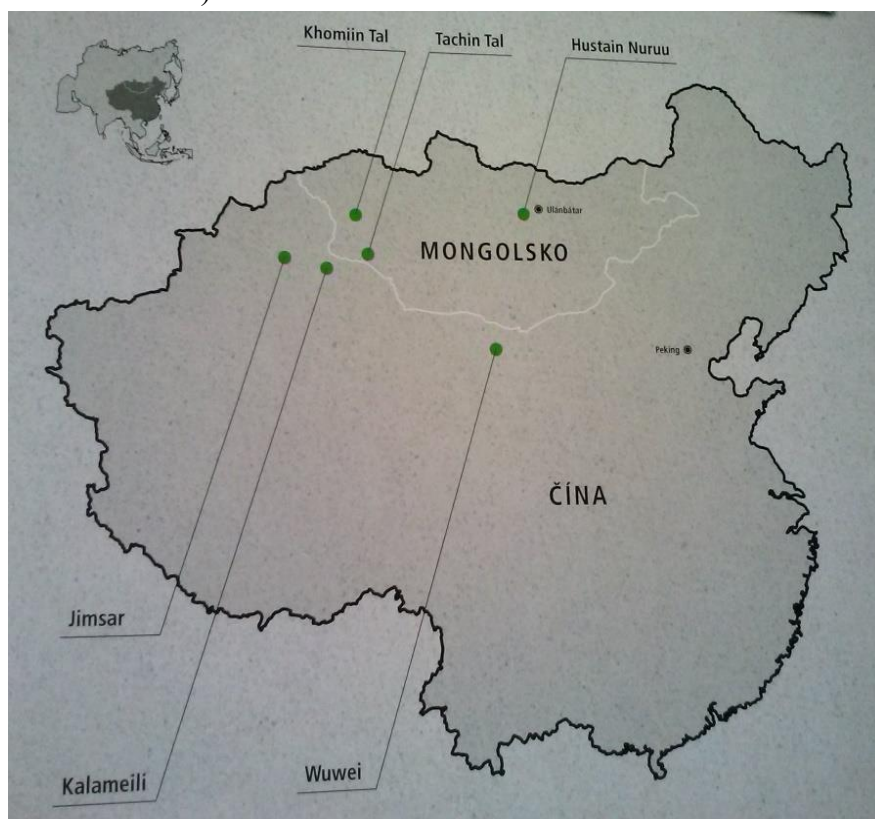 Khomiin Tal
Tachin Tal
Hustain Nuruu
Ulánbátar
MONGOLSKO
Peking
ČÍNA
Jimsar
Kalameili
Wuwei